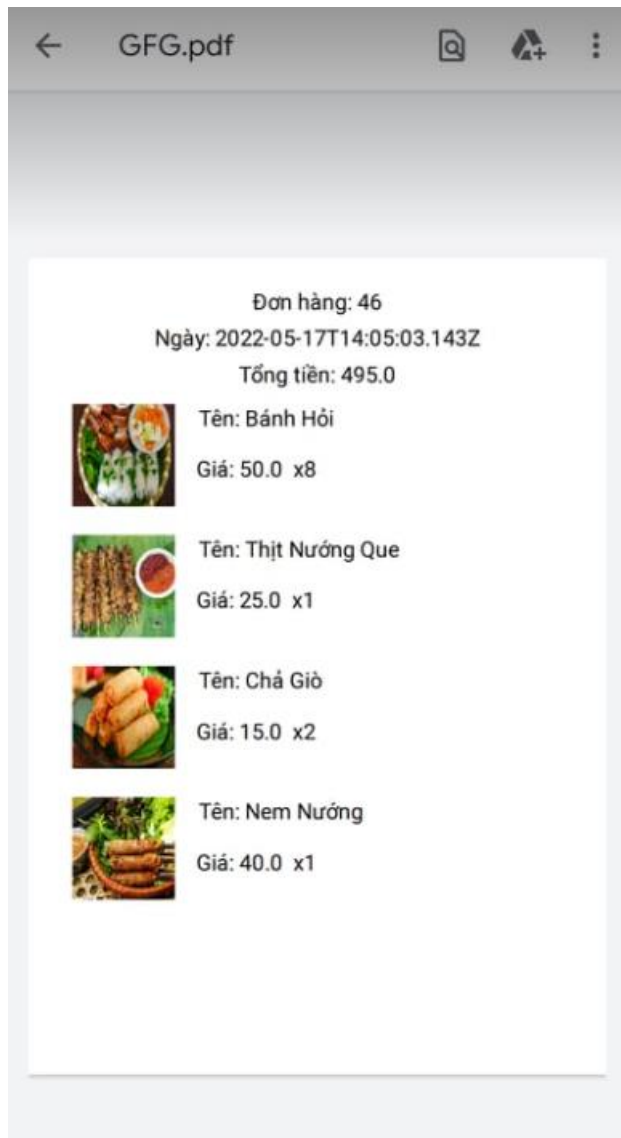 GFG.pdf
Đơn hàng: 46
Ngày: 2022-05-17T14:05:03.143Z
Tổng tiền: 495.0
Tên: Bánh Hỏi
Giá: 50.0 x8
Tên: Thịt Nướng Que
Giá: 25.0 x1
Tên: Chả Giò
Giá: 15.0 x2
Tên: Nem Nướng
Giá: 40.0 x1